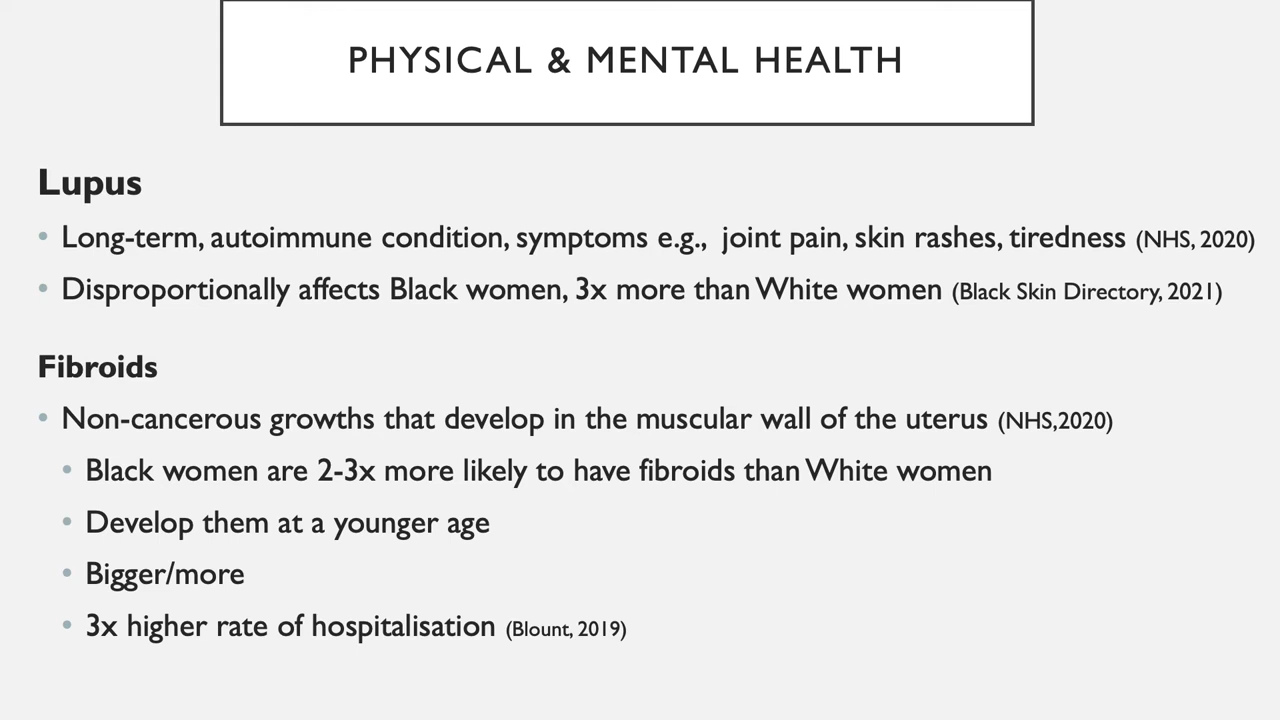 PHYSICAL & MENTAL HEALTH
Lupus
• Long-term, autoimmune condition, symptoms e.g., joint pain, skin rashes, tiredness (NHS, 2020)
• Disproportionally affects Black women, 3x more than White women (Black Skin Directory, 2021)
Fibroids
• Non-cancerous growths that develop in the muscular wall of the uterus (NHS,2020)
• Black women are 2-3x more likely to have fibroids than White women
• Develop them at a younger age
• Bigger/more
• 3x higher rate of hospitalisation (Blount, 2019)